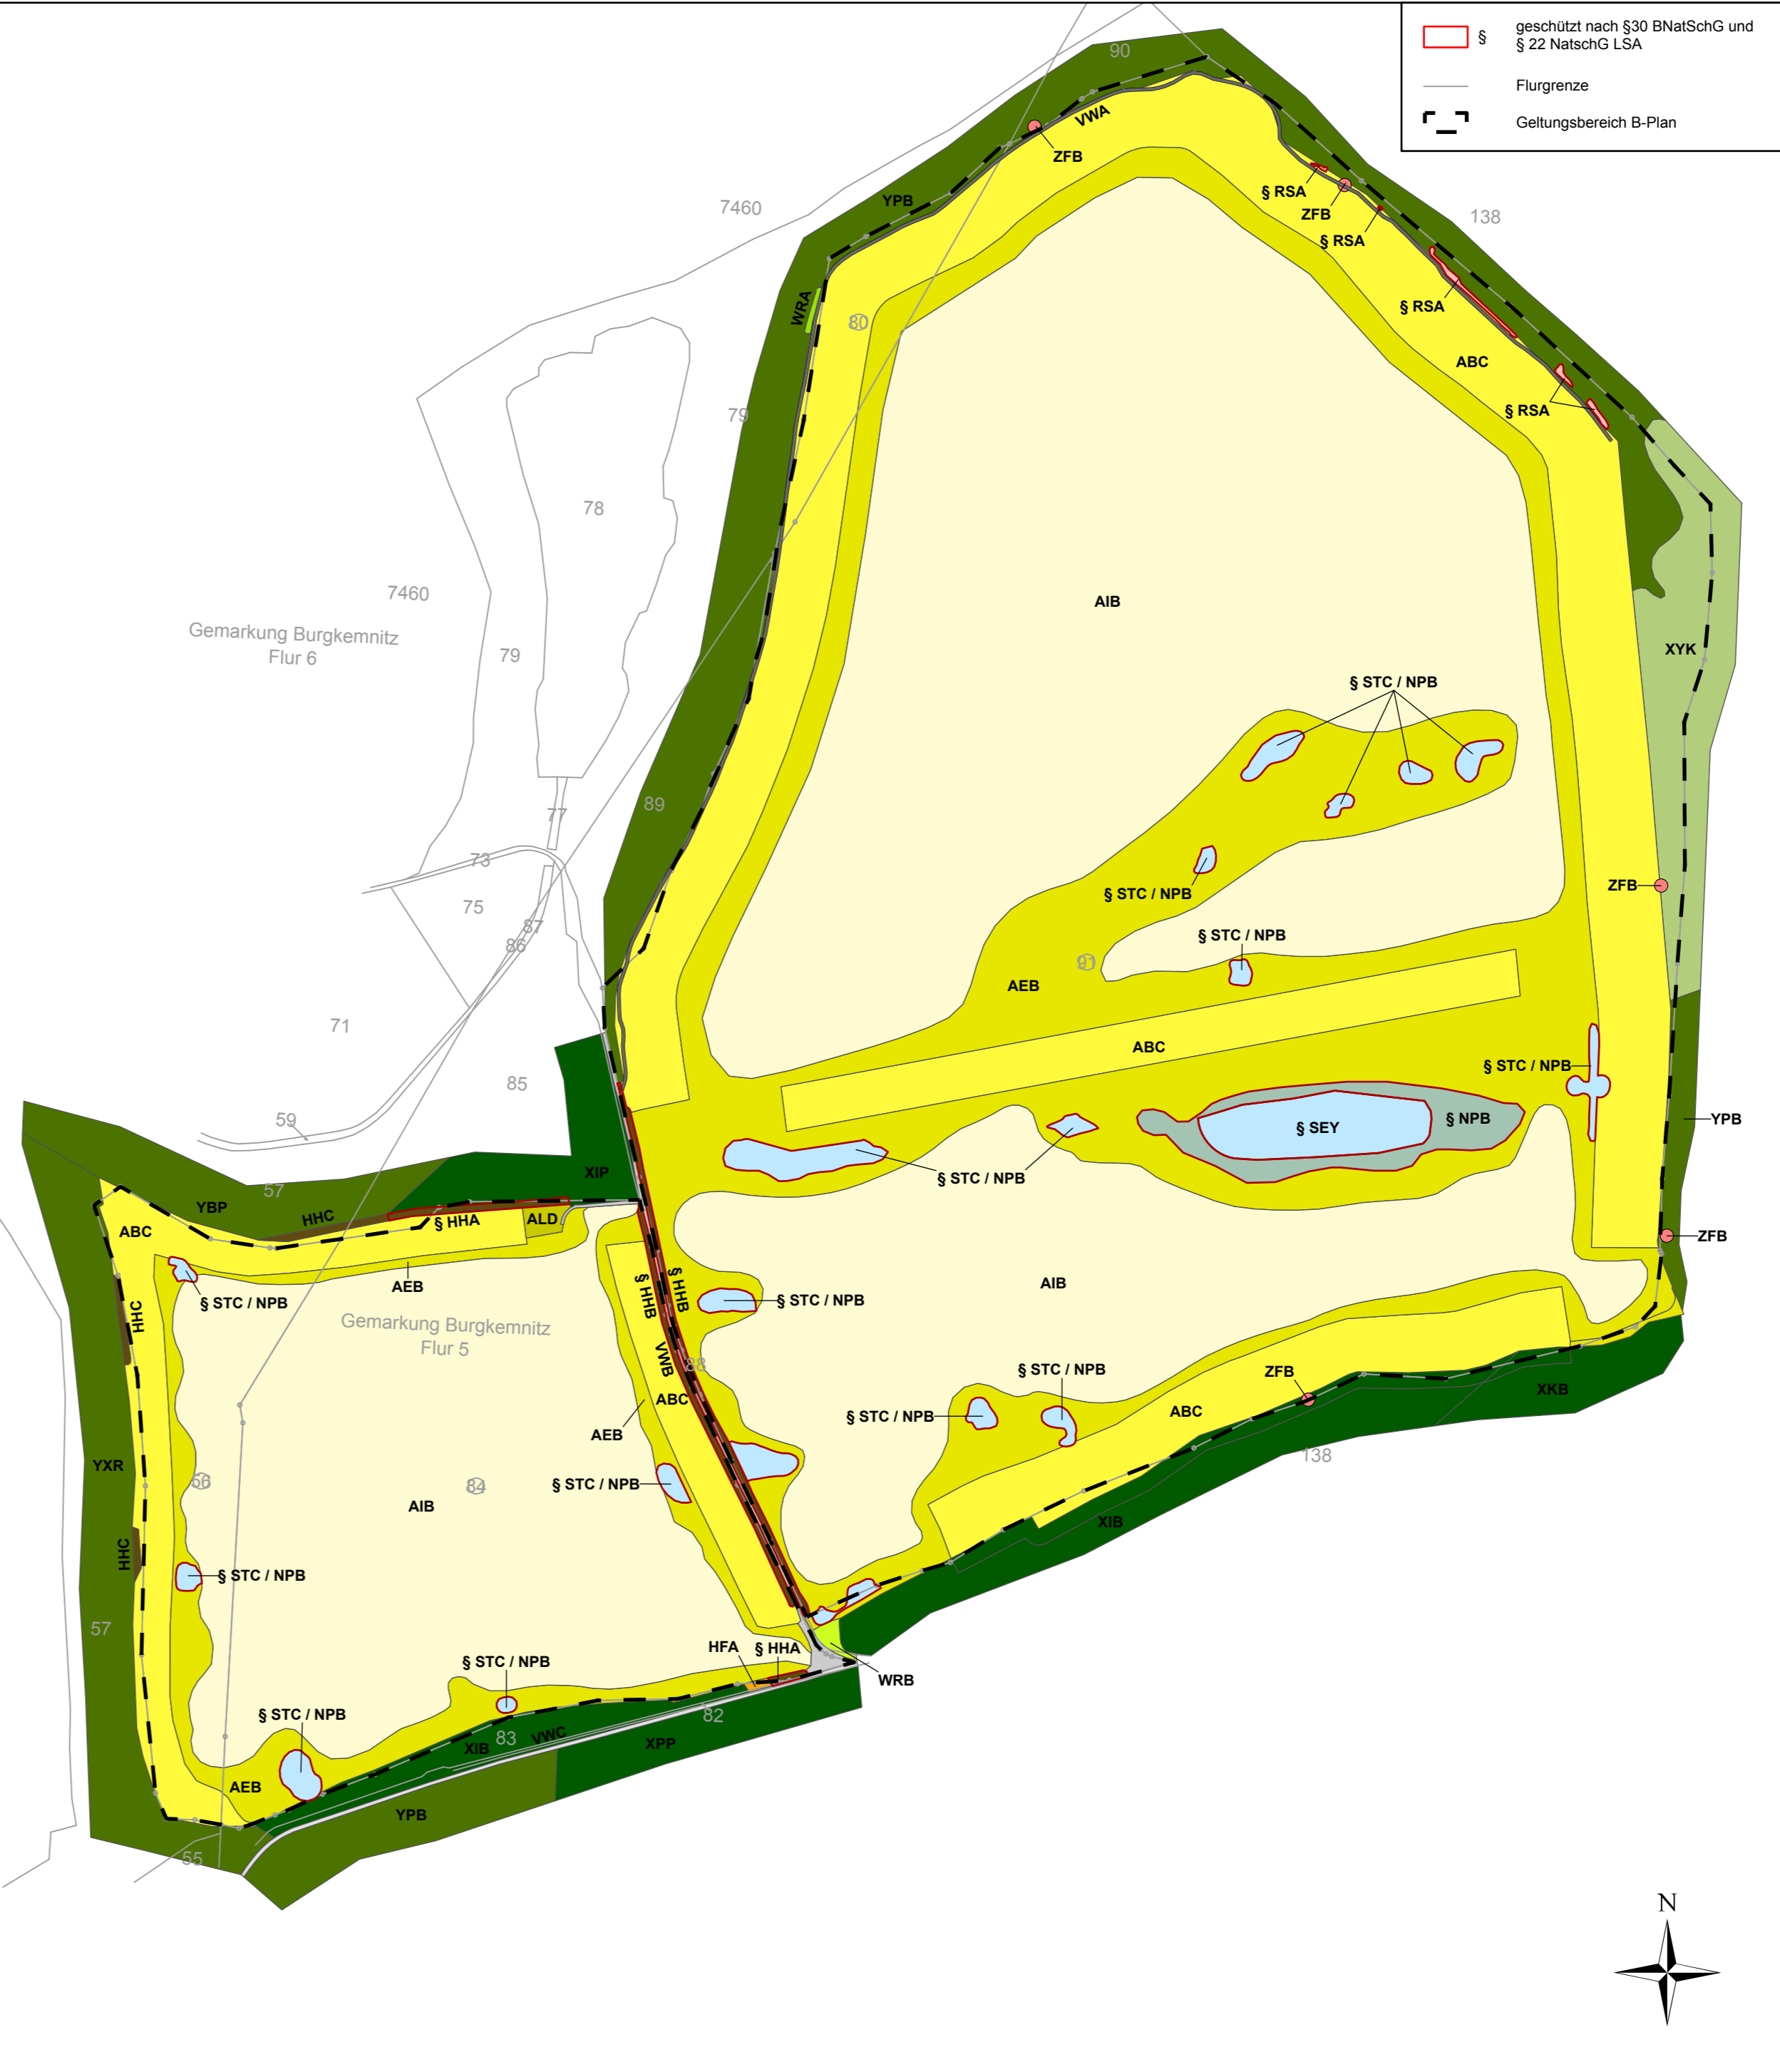 §
geschützt nach §30 BNatSchG und
§ 22 NatschG LSA
Flurgrenze
Geltungsbereich B-Plan
90
VWA
ZFB
§ RSA
YPB
7460
ZFB
138
§ RSA
WRA
80
§ RSA
ABC
79
§ RSA
78
7460
AIB
Gemarkung Burgkemnitz
Flur 6
79
XYK
§ STC / NPB
89
77
73
ZFB
§ STC / NPB
75
87
86
§ STC / NPB
91
AEB
71
ABC
§ STC / NPB
85
59
§ SEY
§ NPB
YPB
XIP
§ STC / NPB
57
YBP
HHC
§ HHA
ALD
ABC
ZFB
AEB
AIB
§ STC / NPB
§ HHB
§ HHB
§ STC / NPB
HHC
Gemarkung Burgkemnitz
Flur 5
VWB
88
§ STC / NPB
ZFB
XKB
ABC
§ STC / NPB
ABC
AEB
138
YXR
56
84
§ STC / NPB
AIB
XIB
HHC
§ STC / NPB
57
HFA
§ HHA
§ STC / NPB
WRB
§ STC / NPB
82
83
VWC
XIB
XPP
AEB
YPB
55
N